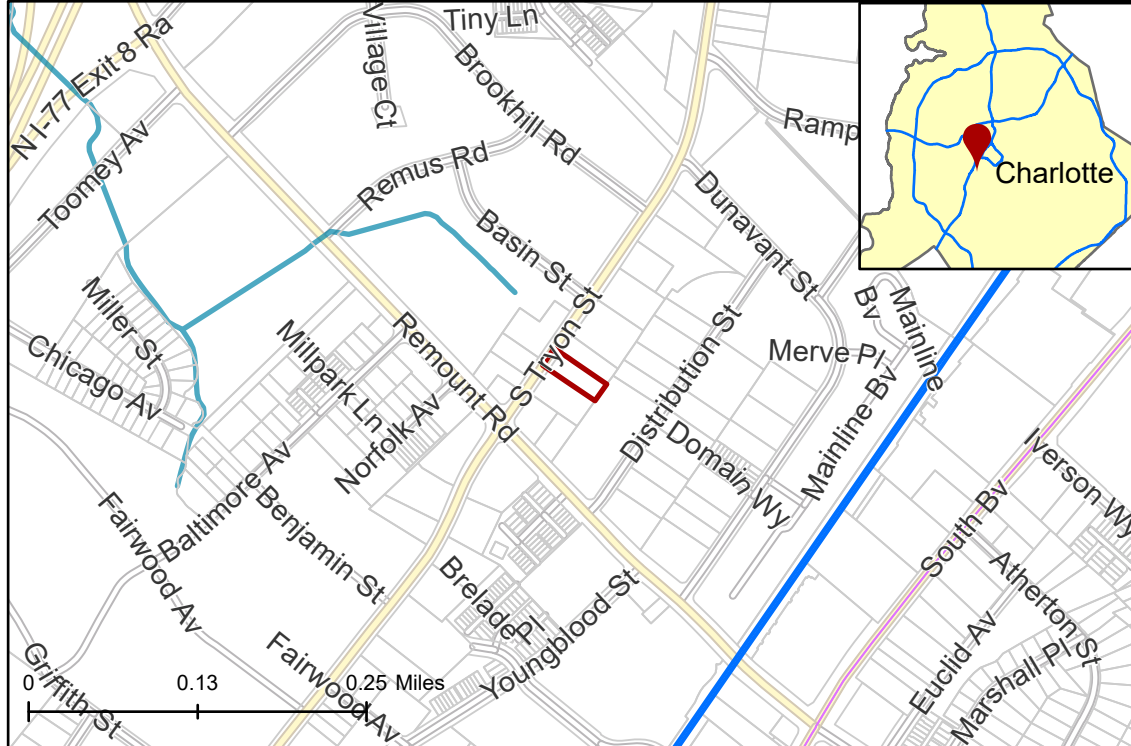 Tiny Ln
N I-77 Exit 8 Ra
Village Ct
Brookhill Rd
Ramp
Charlotte
Toomey Av
Remus Rd
Dunavant St
Basin St
Miller St
Mainline Bv
Chicago Av
Millpark Ln
Remount Rd
S Tryon St
Merve Pl
Distribution St
Mainline Bv
Norfolk Av
Domain Wy
Iverson Wy
Baltimore Av
South Bv
Fairwood Av
Benjamin St
Atherton St
Brelade Pl
Youngblood St
Euclid Av
Marshall Pl
Griffith St
Fairwood Av
0 0.13 0.25 Miles